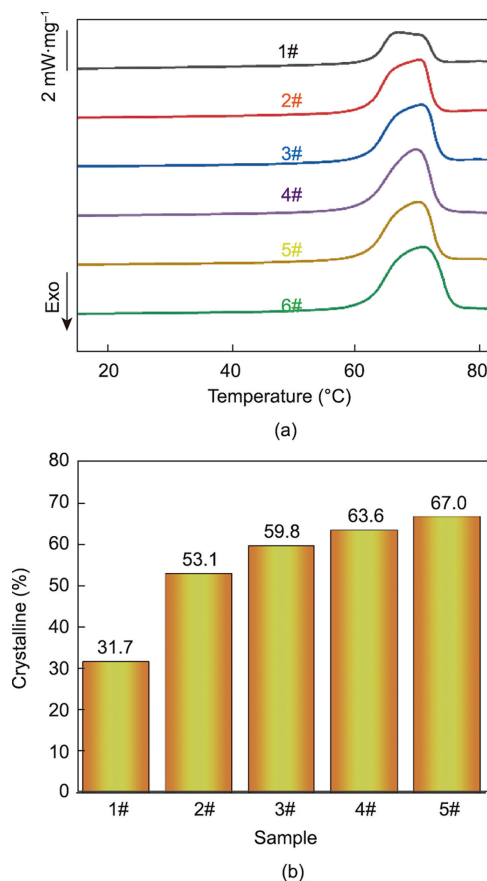 2 mW·mg⁻¹
Exo
1#
2#
3#
4#
5#
6#
20 40 60 80
Temperature (°C)
(a)
Crystalline (%)
80
70
60
50
40
30
20
10
0
31.7
53.1
59.8
63.6
67.0
1# 2# 3# 4# 5#
Sample
(b)